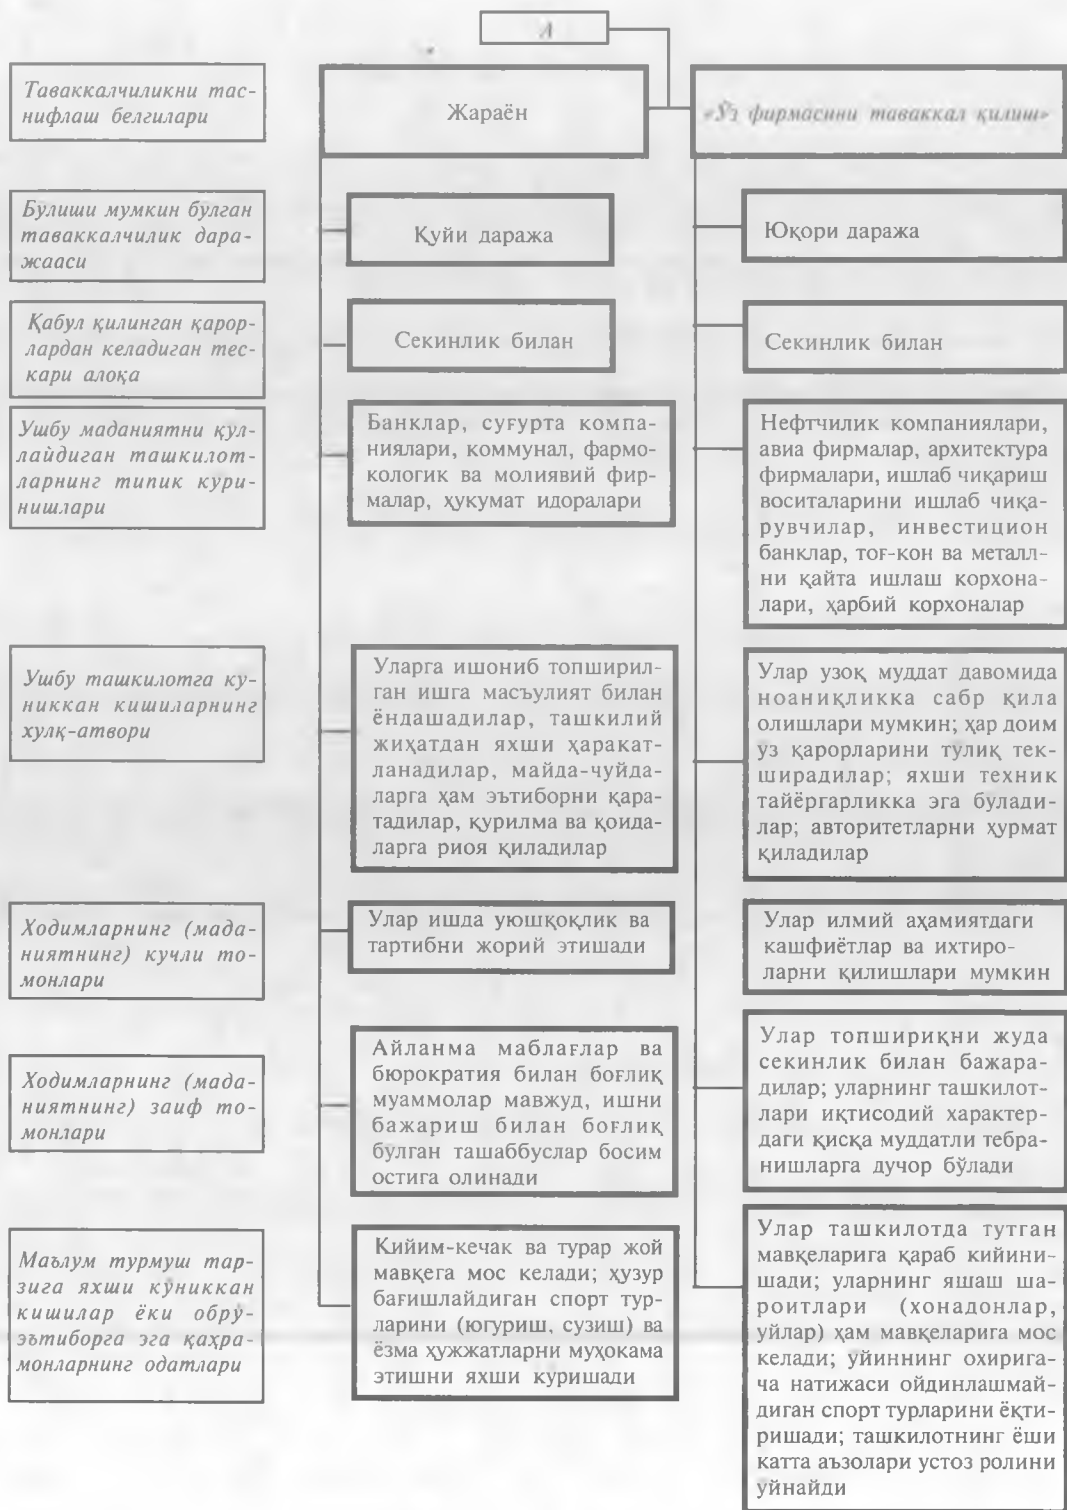 А
Таваккалчиликни тас-
нифлаш белгилари
Жараён
«Ўз фирмасини таваккал қилиш»
Булиши мумкин булган
таваккалчилик дара-
жааси
Қуйи даража
Юқори даража
Қабул қилинган қарор-
лардан келадиган тес-
кари алоқа
Секинлик билан
Секинлик билан
Ушбу маданиятни қул-
лайдиган ташкилот-
ларнинг типик кури-
нишлари
Банклар, суғурта компа-
ниялари, коммунал, фармо-
кологик ва молиявий фир-
малар, ҳукумат идоралари
Нефтчилик компаниялари,
авиа фирмалар, архитектура
фирмалари, ишлаб чиқариш
воситаларини ишлаб чиқа-
рувчилар, инвестицион
банклар, тоғ-кон ва металл-
ни қайта ишлаш корхона-
лари, ҳарбий корхоналар
Ушбу ташкилотга ку-
никкан кишиларнинг
хулқ-атвори
Уларга ишониб топширил-
ган ишга масъулият билан
ёндашадилар, ташкилий
жиҳатдан яхши ҳаракат-
ланадилар, майда-чуйда-
ларга ҳам эътиборни қара-
тадилар, қурилма ва қоида-
ларга риоя қиладилар
Улар узоқ муддат давомида
ноаниқликка сабр қила
олишлари мумкин; ҳар доим
уз қарорларини тулиқ тек-
ширадилар; яхши техник
тайёргарликка эга булади-
лар; авторитетларни ҳурмат
қиладилар
Ходимларнинг (мада-
ниятнинг) кучли то-
монлари
Улар ишда уюшқоқлик ва
тартибни жорий этишади
Улар илмий аҳамиятдаги
кашфиётлар ва ихтиро-
ларни қилишлари мумкин
Ходимларнинг (мада-
ниятнинг) заиф то-
монлари
Айланма маблағлар ва
бюрократия билан боғлиқ
муаммолар мавжуд, ишни
бажариш билан боғлиқ
булган ташаббуслар босим
остига олинади
Улар топшириқни жуда
секинлик билан бажара-
дилар; уларнинг ташкилот-
лари иқтисодий характер-
даги қисқа муддатли тебра-
нишларга дучор бўлади
Маълум турмуш тар-
зига яхши кўниккан
кишилар ёки обрў-
эътиборга эга қаҳра-
монларнинг одатлари
Кийим-кечак ва турар жой
мавқега мос келади; ҳузур
бағишлайдиган спорт тур-
ларини (югуриш, сузиш) ва
ёзма ҳужжатларни муҳокама
этишни яхши куришади
Улар ташкилотда тутган
мавқеларига қараб кийини-
шади; уларнинг яшаш ша-
роитлари (хонадонлар,
уйлар) ҳам мавқеларига мос
келади; уйиннинг охирига-
ча натижаси ойдинлашмай-
диган спорт турларини ёқти-
ришади; ташкилотнинг ёши
катта аъзолари устоз ролини
уйнайди